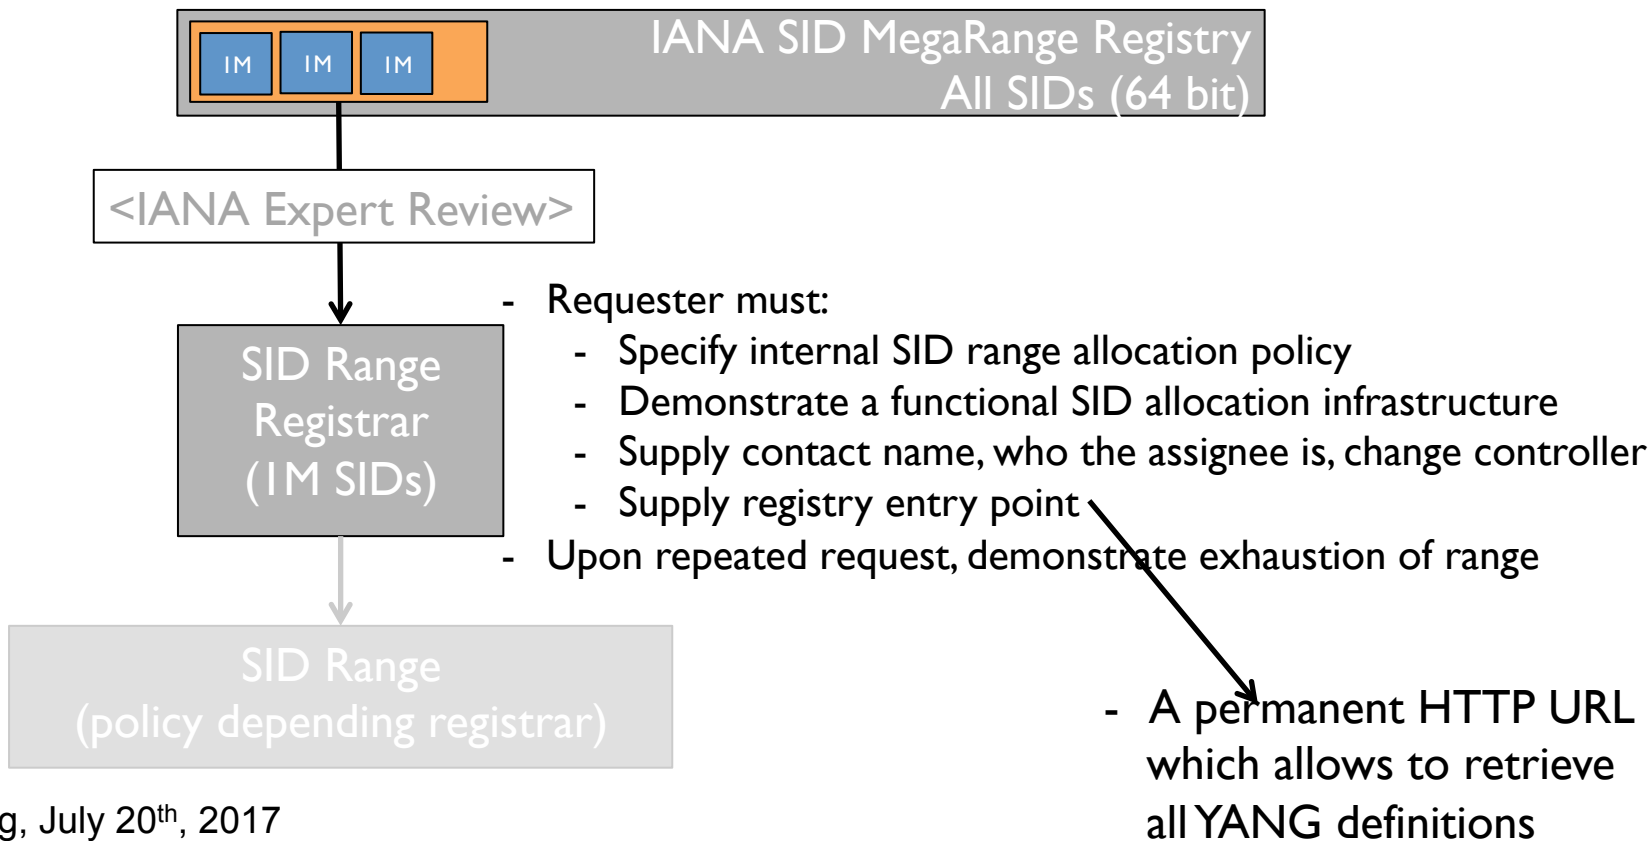 IANA SID MegaRange Registry
All SIDs (64 bit)
1M 1M 1M
<IANA Expert Review>
SID Range
Registrar
(1M SIDs)
- Requester must:
- Specify internal SID range allocation policy
- Demonstrate a functional SID allocation infrastructure
- Supply contact name, who the assignee is, change controller
- Supply registry entry point
- Upon repeated request, demonstrate exhaustion of range
SID Range
(policy depending registrar)
- A permanent HTTP URL
which allows to retrieve
all YANG definitions
g, July 20th, 2017